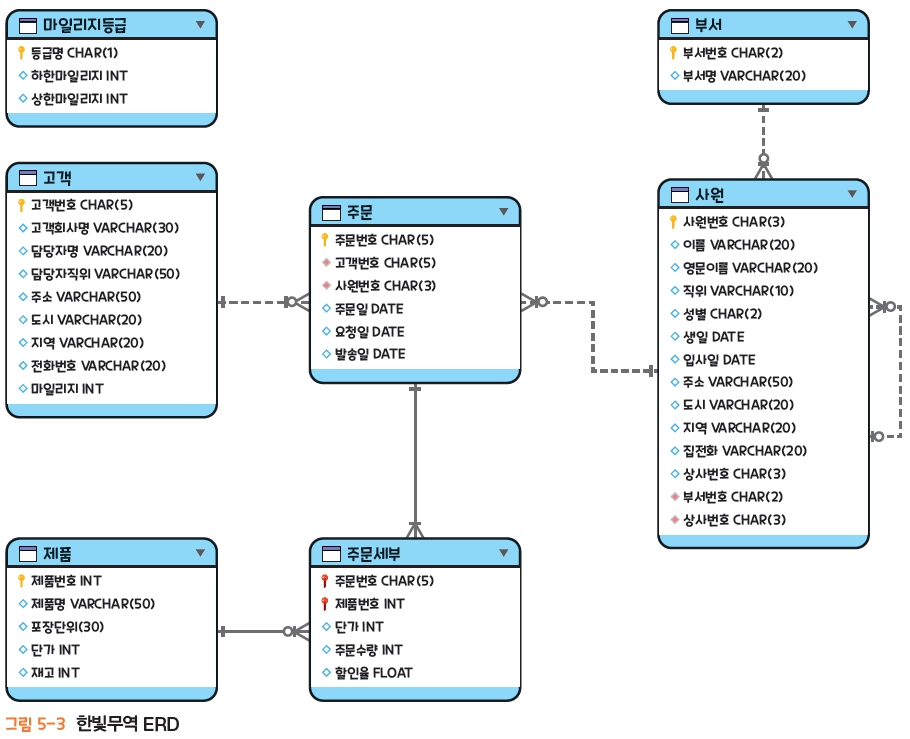 마일리지등급
등급명 CHAR(1)
하한마일리지 INT
상한마일리지 INT
고객
고객번호 CHAR(5)
고객회사명 VARCHAR(30)
담당자명 VARCHAR(20)
담당자직위 VARCHAR(50)
주소 VARCHAR(50)
도시 VARCHAR(20)
지역 VARCHAR(20)
전화번호 VARCHAR(20)
마일리지 INT
주문
주문번호 CHAR(5)
고객번호 CHAR(5)
사원번호 CHAR(3)
주문일 DATE
요청일 DATE
발송일 DATE
부서
부서번호 CHAR(2)
부서명 VARCHAR(20)
사원
사원번호 CHAR(3)
이름 VARCHAR(20)
영문이름 VARCHAR(20)
직위 VARCHAR(10)
성별 CHAR(2)
생일 DATE
입사일 DATE
주소 VARCHAR(50)
도시 VARCHAR(20)
지역 VARCHAR(20)
집전화 VARCHAR(20)
상사번호 CHAR(3)
부서번호 CHAR(2)
상사번호 CHAR(3)
제품
제품번호 INT
제품명 VARCHAR(50)
포장단위(30)
단가 INT
재고 INT
주문세부
주문번호 CHAR(5)
제품번호 INT
단가 INT
주문수량 INT
할인율 FLOAT
그림 5-3 한빛무역 ERD